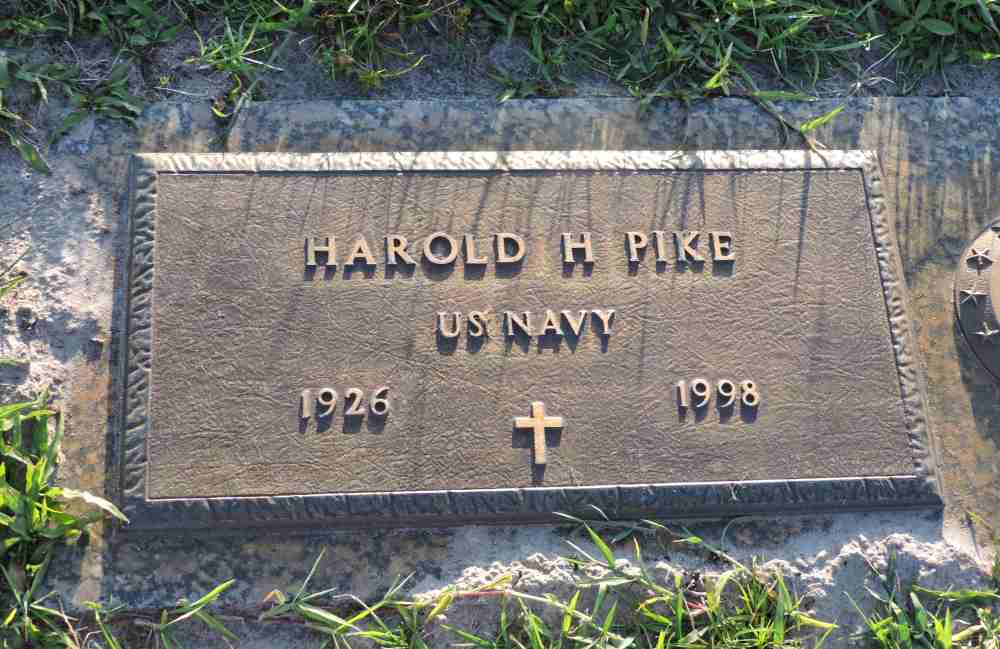 HAROLD H PIKE
US NAVY
1926 1998